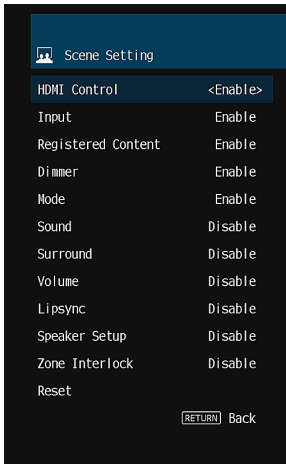 Scene Setting
HDMI Control <Enable>
Input Enable
Registered Content Enable
Dimmer Enable
Mode Enable
Sound Disable
Surround Disable
Volume Disable
Lipsync Disable
Speaker Setup Disable
Zone Interlock Disable
Reset
RETURN Back